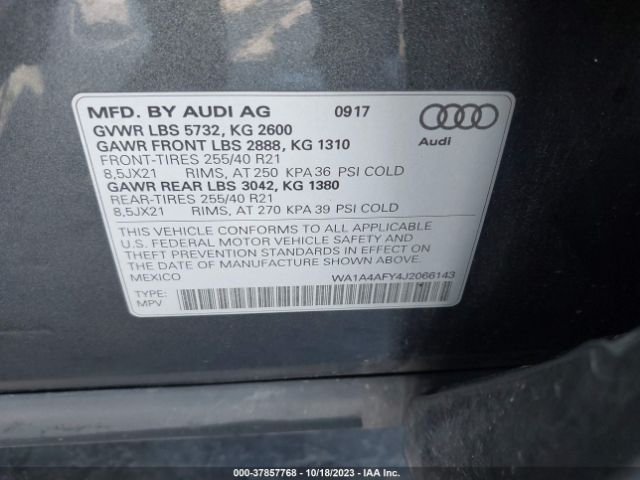 MFD. BY AUDI AG 0917
GVWR LBS 5732, KG 2600
GAWR FRONT LBS 2888, KG 1310
FRONT-TIRES 255/40 R21
8,5JX21 RIMS, AT 250 KPA 36 PSI COLD
GAWR REAR LBS 3042, KG 1380
REAR-TIRES 255/40 R21
8,5JX21 RIMS, AT 270 KPA 39 PSI COLD
Audi
THIS VEHICLE CONFORMS TO ALL APPLICABLE
U.S. FEDERAL MOTOR VEHICLE SAFETY AND
THEFT PREVENTION STANDARDS IN EFFECT ON
THE DATE OF MANUFACTURE SHOWN ABOVE.
MEXICO WA1A4AFY4J2066143
TYPE:
MPV
000-37857768 | 10/18/2023 | IAA Inc.